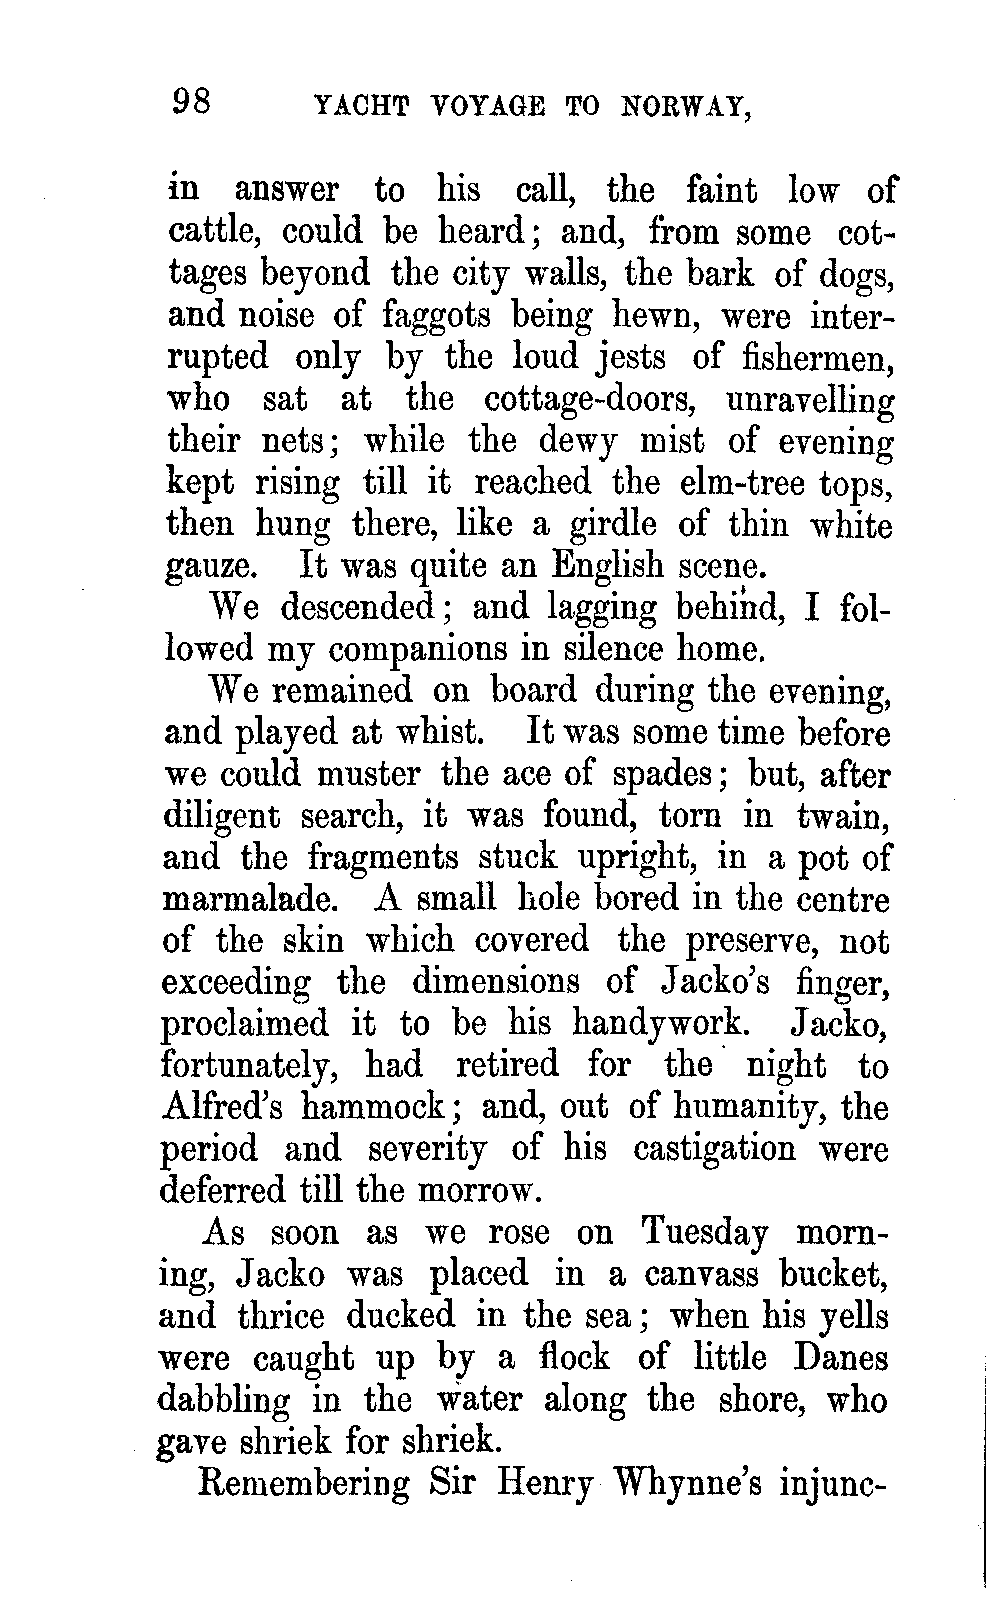 98 YACHT VOYAGE TO NORWAY,
in answer to his call, the faint low of
cattle, could be heard; and, from some cot-
tages beyond the city walls, the bark of dogs,
and noise of faggots being hewn, were inter-
rupted only by the loud jests of fishermen,
who sat at the cottage-doors, unravelling
their nets; while the dewy mist of evening
kept rising till it reached the elm-tree tops,
then hung there, like a girdle of thin white
gauze. It was quite an English scene.
We descended; and lagging behind, I fol-
lowed my companions in silence home.
We remained on board during the evening,
and played at whist. It was some time before
we could muster the ace of spades; but, after
diligent search, it was found, torn in twain,
and the fragments stuck upright, in a pot of
marmalade. A small hole bored in the centre
of the skin which covered the preserve, not
exceeding the dimensions of Jacko's finger,
proclaimed it to be his handywork. Jacko,
fortunately, had retired for the night to
Alfred's hammock; and, out of humanity, the
period and severity of his castigation were
deferred till the morrow.
As soon as we rose on Tuesday morn-
ing, Jacko was placed in a canvass bucket,
and thrice ducked in the sea; when his yells
were caught up by a flock of little Danes
dabbling in the water along the shore, who
gave shriek for shriek.
Remembering Sir Henry Whynne's injunc-